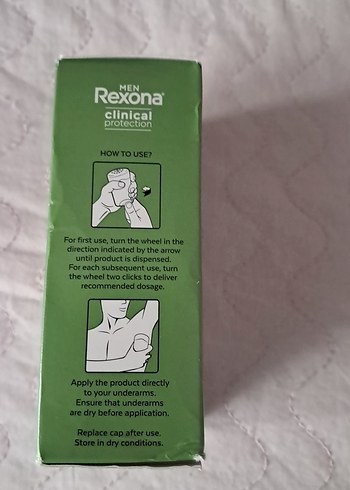 MEN
Rexona
clinical
protection
HOW TO USE?
For first use, turn the wheel in the
direction indicated by the arrow
until product is dispensed.
For each subsequent use, turn
the wheel two clicks to deliver
recommended dosage.
Apply the product directly
to your underarms.
Ensure that underarms
are dry before application.
Replace cap after use.
Store in dry conditions.